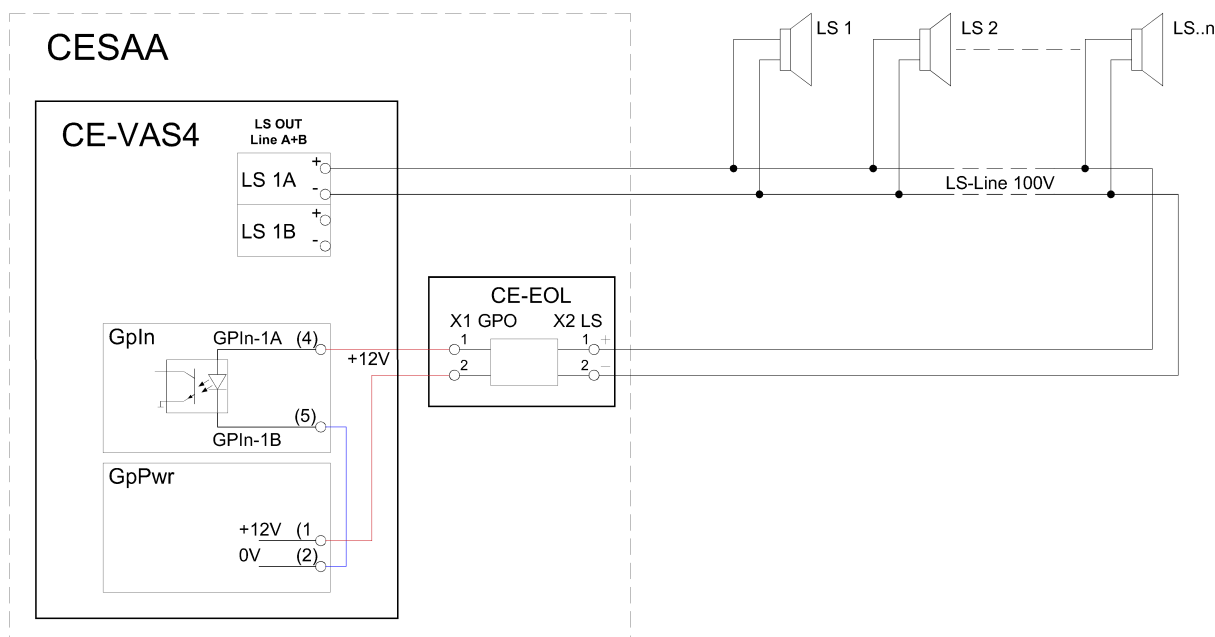 CESAA
LS 1
LS 2
LS..n
CE-VAS4
LS OUT
Line A+B
LS 1A
+
-
LS 1B
+
-
LS-Line 100V
CE-EOL
X1 GPO
X2 LS
1
2
1 +
2 −
GpIn
GPIn-1A (4)
+12V
(5)
GPIn-1B
GpPwr
+12V (1
0V (2)